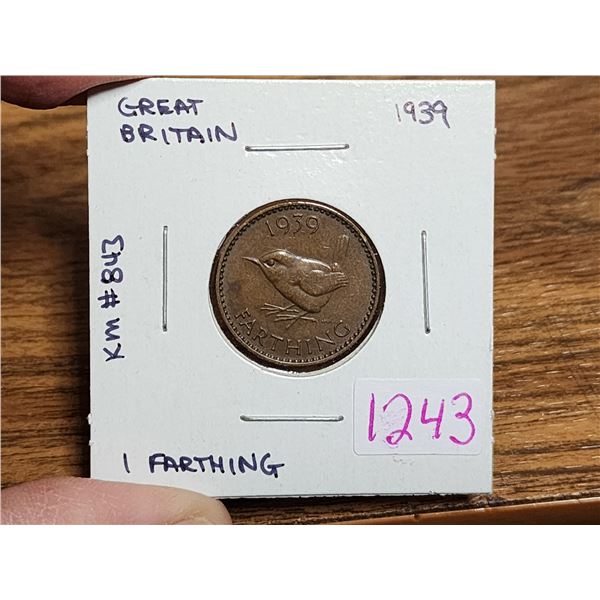 GREAT
BRITAIN
1939
KM#843
1939
FARTHING
1243
1 FARTHING